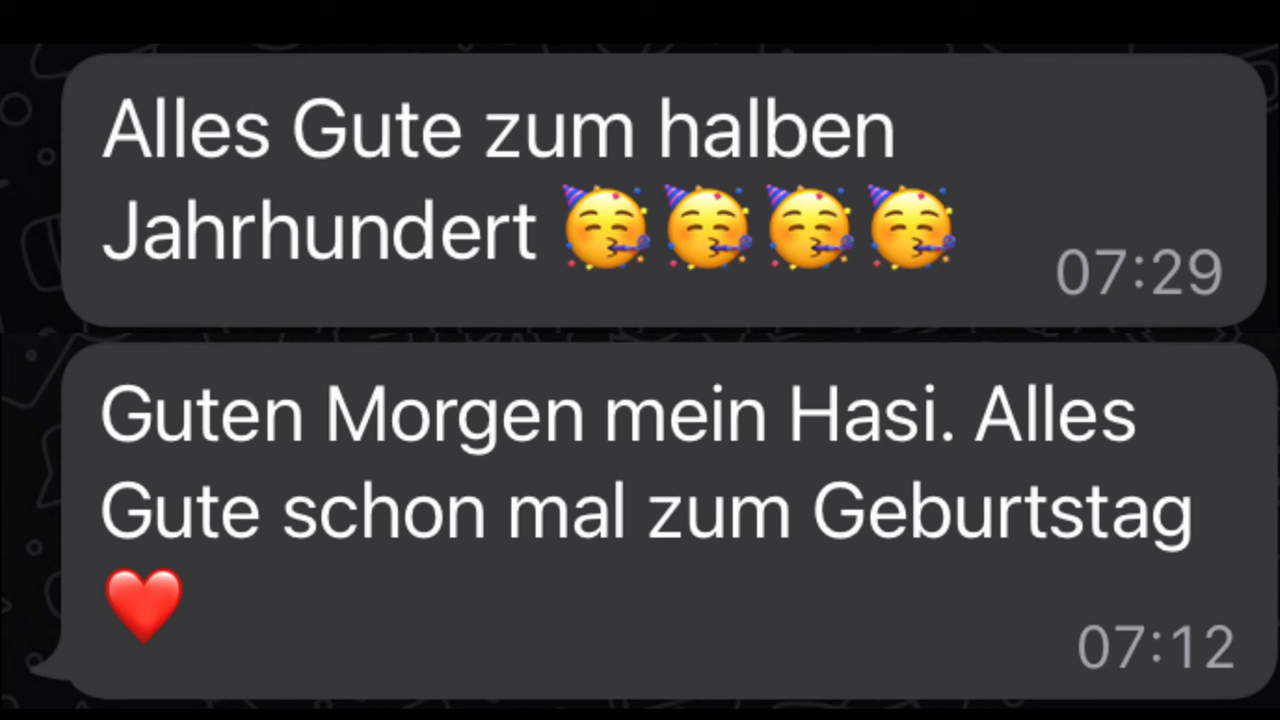 Alles Gute zum halben
Jahrhundert 🥳🥳🥳🥳
07:29
Guten Morgen mein Hasi. Alles
Gute schon mal zum Geburtstag
❤️
07:12